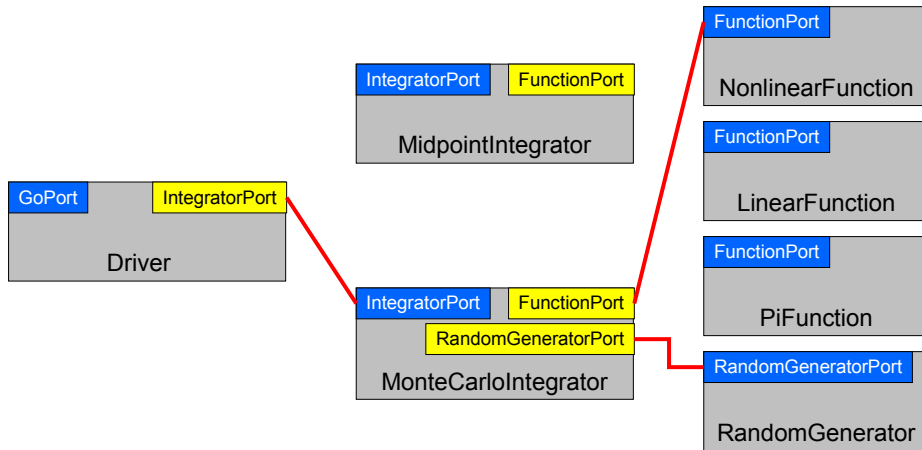 FunctionPort
NonlinearFunction
IntegratorPort FunctionPort
MidpointIntegrator
FunctionPort
LinearFunction
GoPort IntegratorPort
Driver
FunctionPort
PiFunction
IntegratorPort FunctionPort
RandomGeneratorPort
MonteCarloIntegrator
RandomGeneratorPort
RandomGenerator